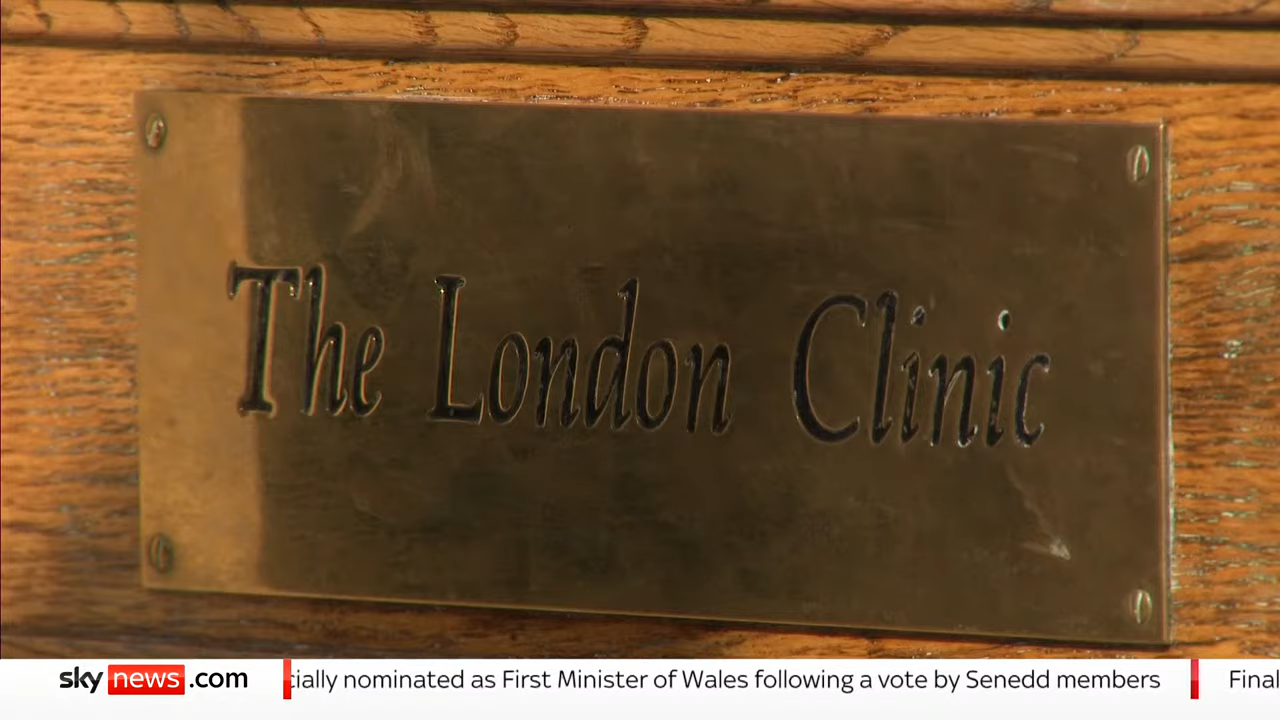 The London Clinic
sky news.com
cially nominated as First Minister of Wales following a vote by Senedd members
Final